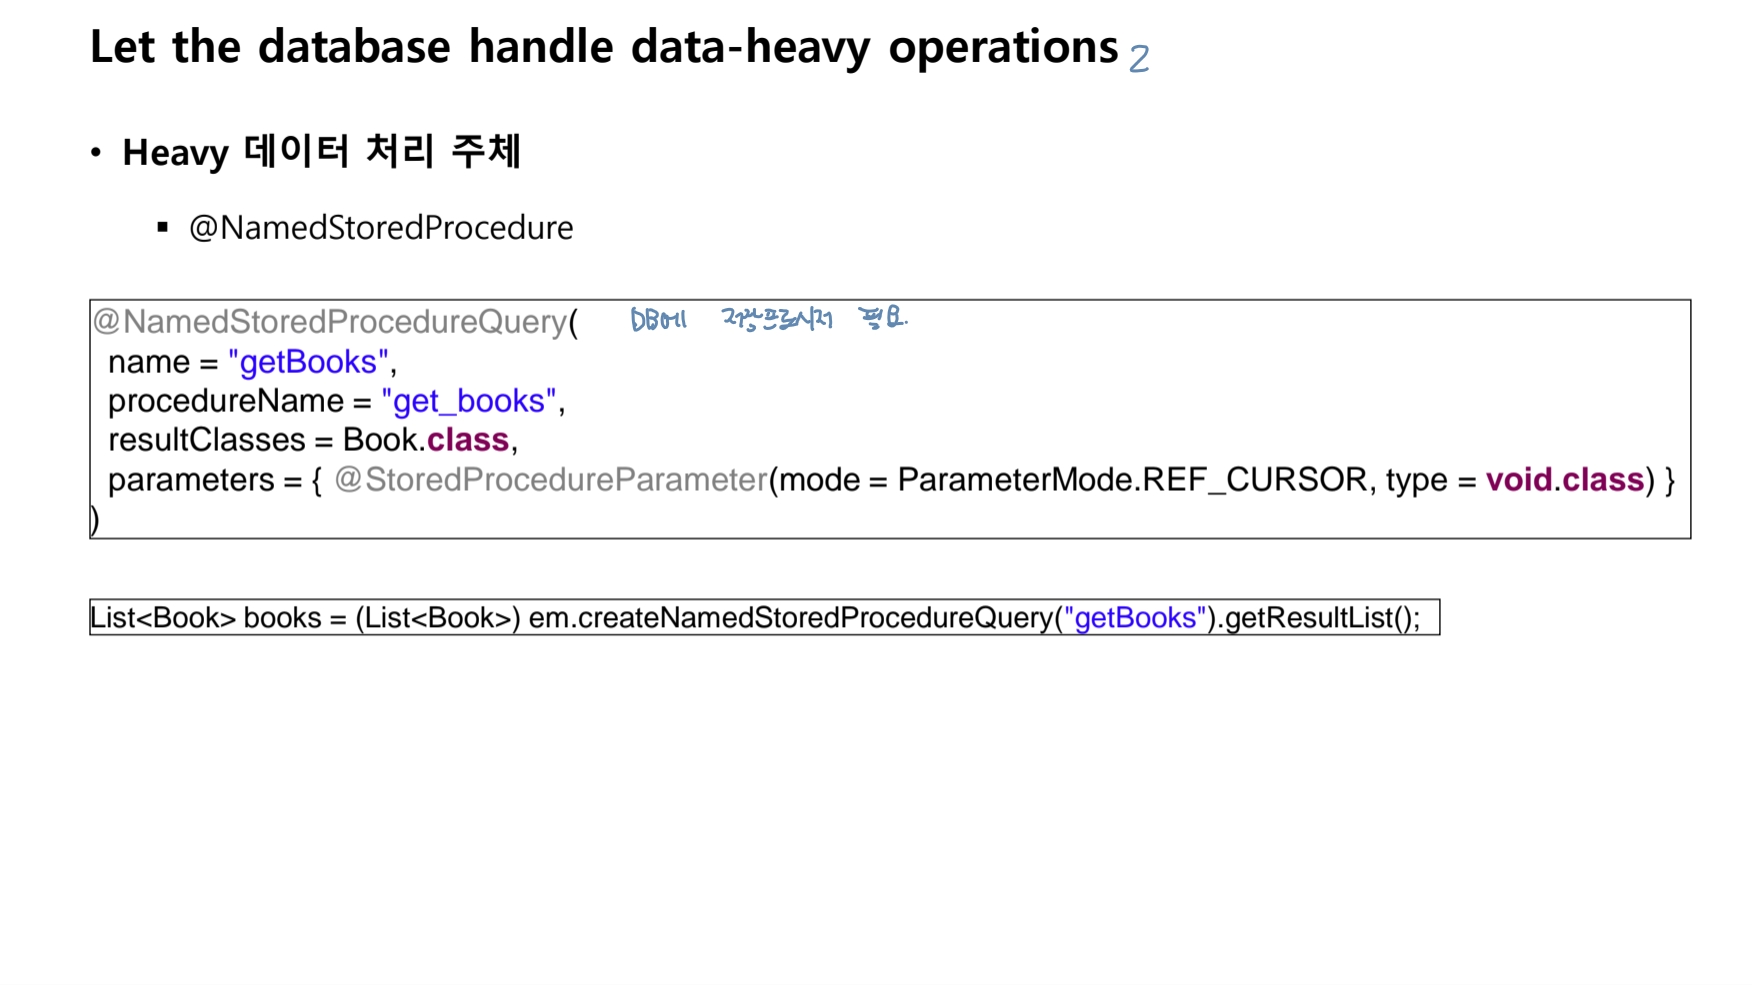 Let the database handle data-heavy operations 2
• Heavy 데이터 처리 주체
▪ @NamedStoredProcedure
@NamedStoredProcedureQuery( DB에 저장프로시저 필요.
name = "getBooks",
procedureName = "get_books",
resultClasses = Book.class,
parameters = { @StoredProcedureParameter(mode = ParameterMode.REF_CURSOR, type = void.class) }
)
List<Book> books = (List<Book>) em.createNamedStoredProcedureQuery("getBooks").getResultList();